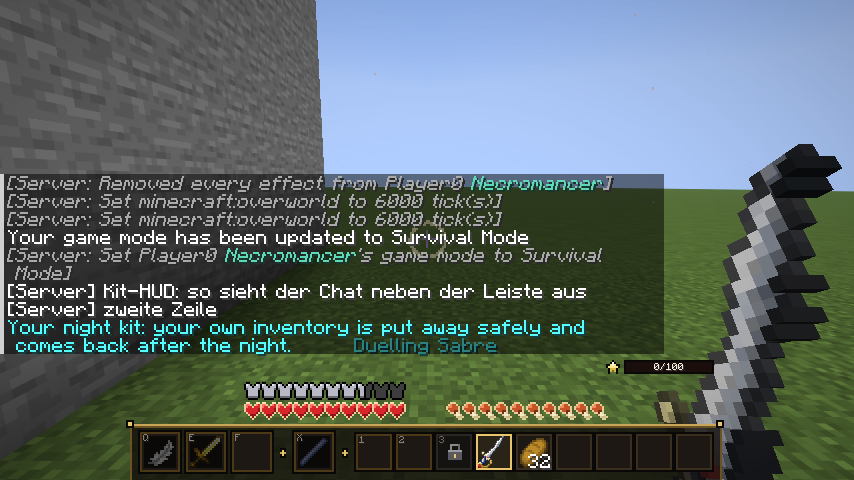 [Server: Removed every effect from Player0 Necromancer]
[Server: Set minecraft:overworld to 6000 tick(s)]
[Server: Set minecraft:overworld to 6000 tick(s)]
Your game mode has been updated to Survival Mode
[Server: Set Player0 Necromancer's game mode to Survival
Mode]
[Server] Kit-HUD: so sieht der Chat neben der Leiste aus
[Server] zweite Zeile
Your night kit: your own inventory is put away safely and
comes back after the night.
Duelling Sabre
0/100
Q E F X 1 2 3
32